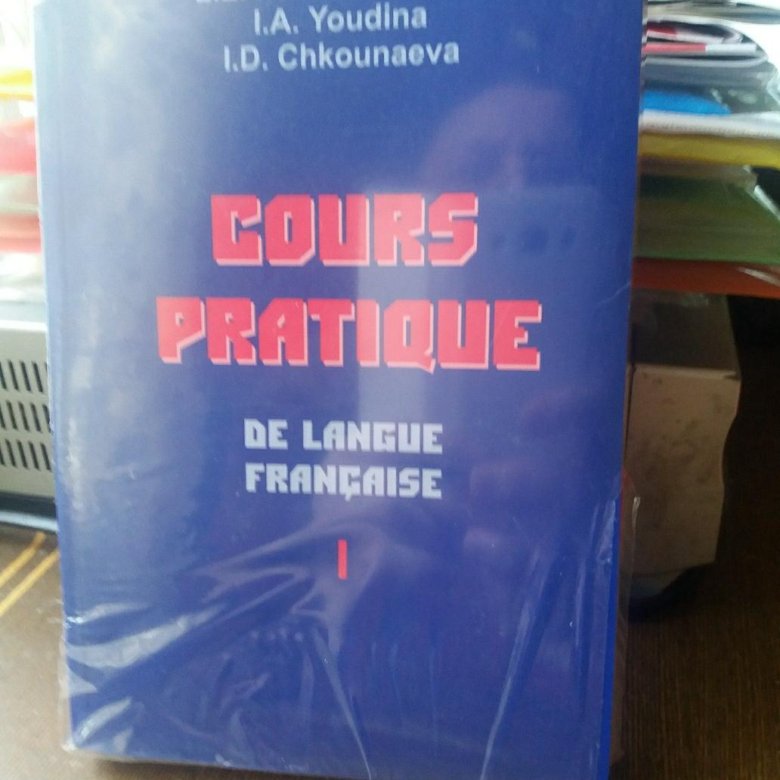 I.A. Youdina
I.D. Chkounaeva
COURS
PRATIQUE
DE LANGUE
FRANÇAISE
I